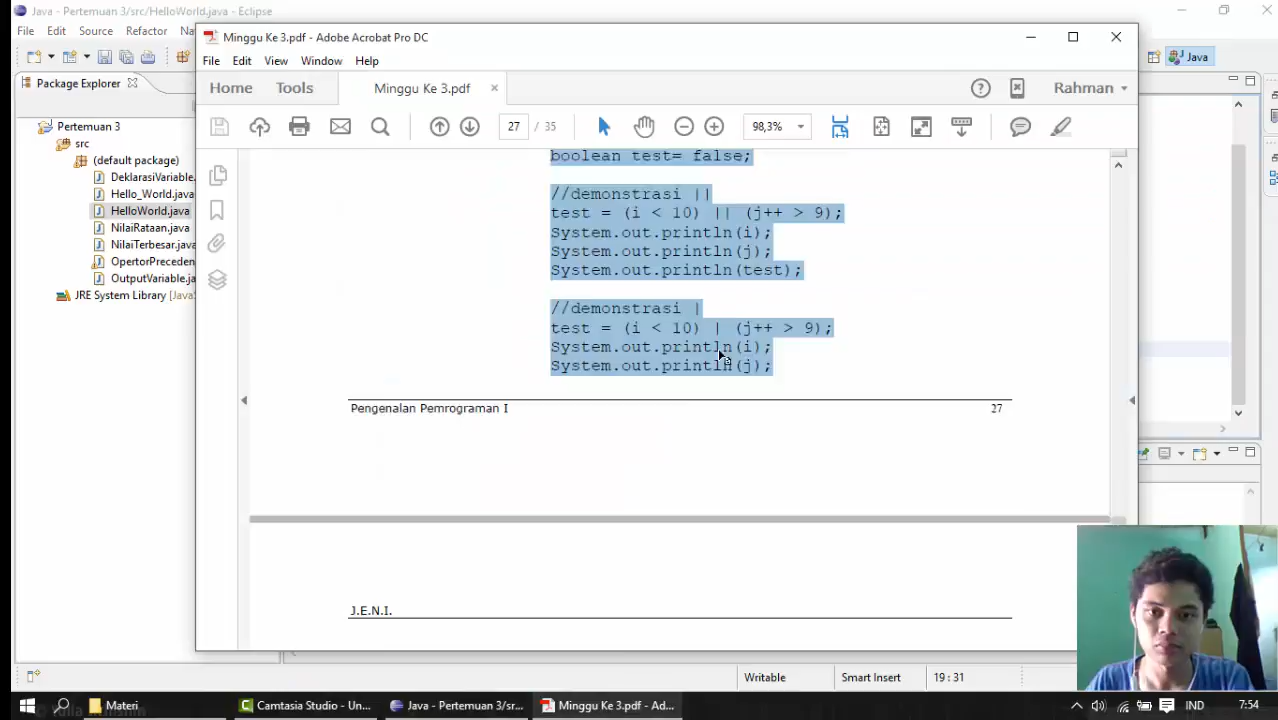 Java - Pertemuan 3/src/HelloWorld.java - Eclipse
File Edit Source Refactor
Package Explorer
Pertemuan 3
src
(default package)
DeklarasiVariable.
Hello_World.java
HelloWorld.java
NilaiRataan.java
NilaiTerbesar.java
OpertorPreceden
OutputVariable.ja
JRE System Library [Java
Minggu Ke 3.pdf - Adobe Acrobat Pro DC
File Edit View Window Help
Home Tools Minggu Ke 3.pdf × Rahman
27 / 35 98,3%
Java
boolean test= false;
//demonstrasi ||
test = (i < 10) || (j++ > 9);
System.out.println(i);
System.out.println(j);
System.out.println(test);
//demonstrasi |
test = (i < 10) | (j++ > 9);
System.out.println(i);
System.out.println(j);
Pengenalan Pemrograman I 27
J.E.N.I.
Writable Smart Insert 19 : 31
Materi Camtasia Studio - Un... Java - Pertemuan 3/sr... Minggu Ke 3.pdf - Ad... IND 7:54